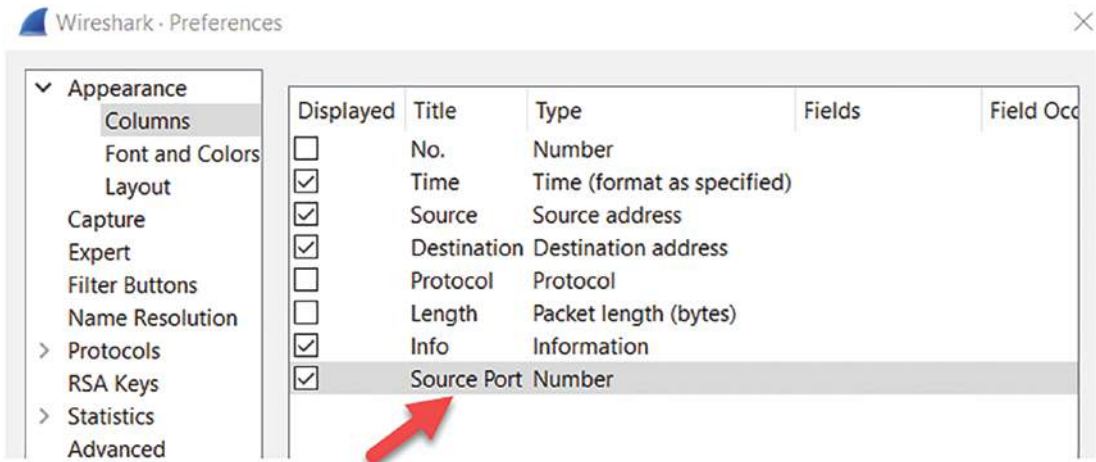 Wireshark · Preferences
Appearance
Columns
Font and Colors
Layout
Capture
Expert
Filter Buttons
Name Resolution
Protocols
RSA Keys
Statistics
Advanced
Displayed Title Type Fields Field Occ
No. Number
Time Time (format as specified)
Source Source address
Destination Destination address
Protocol Protocol
Length Packet length (bytes)
Info Information
Source Port Number